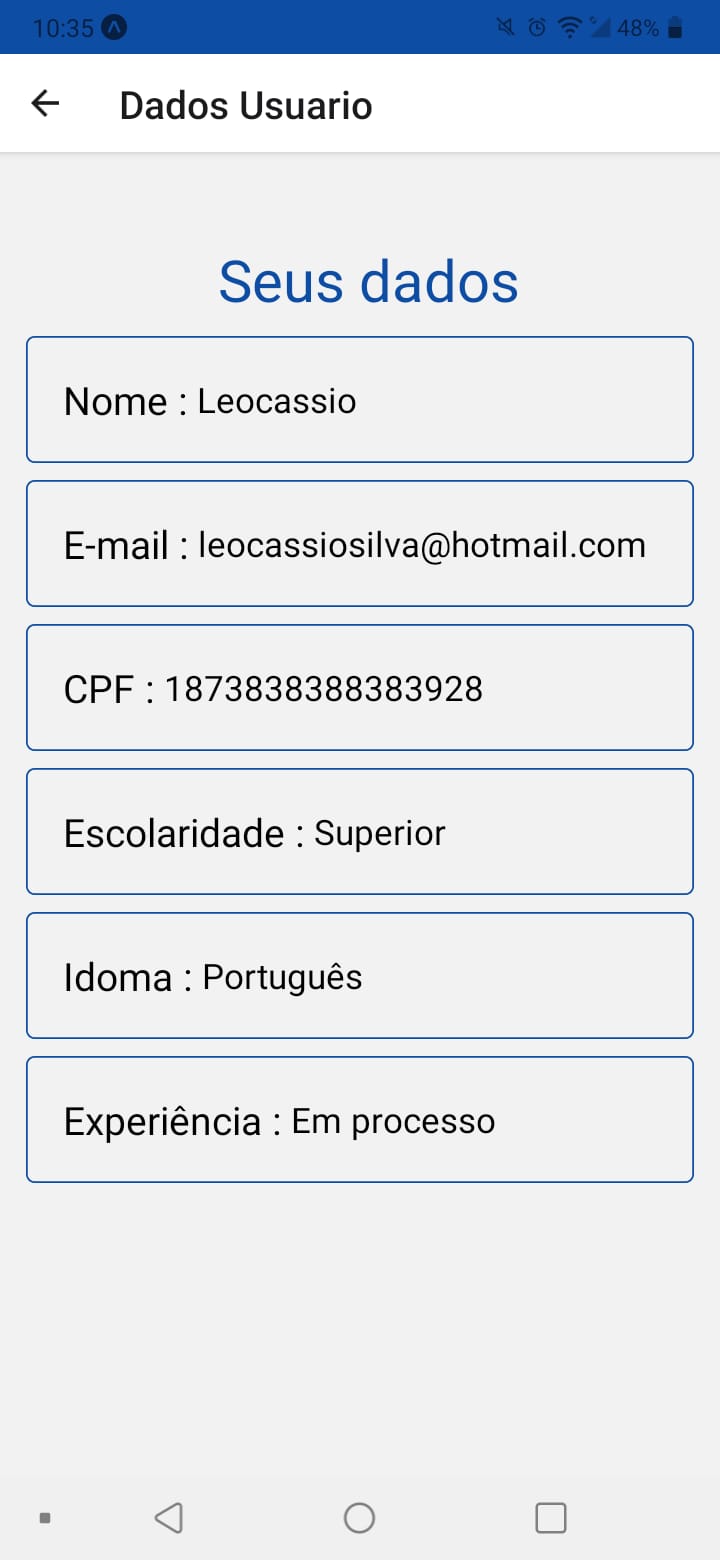 10:35 48%
Dados Usuario
Seus dados
Nome : Leocassio
E-mail : leocassiosilva@hotmail.com
CPF : 1873838388383928
Escolaridade : Superior
Idoma : Português
Experiência : Em processo